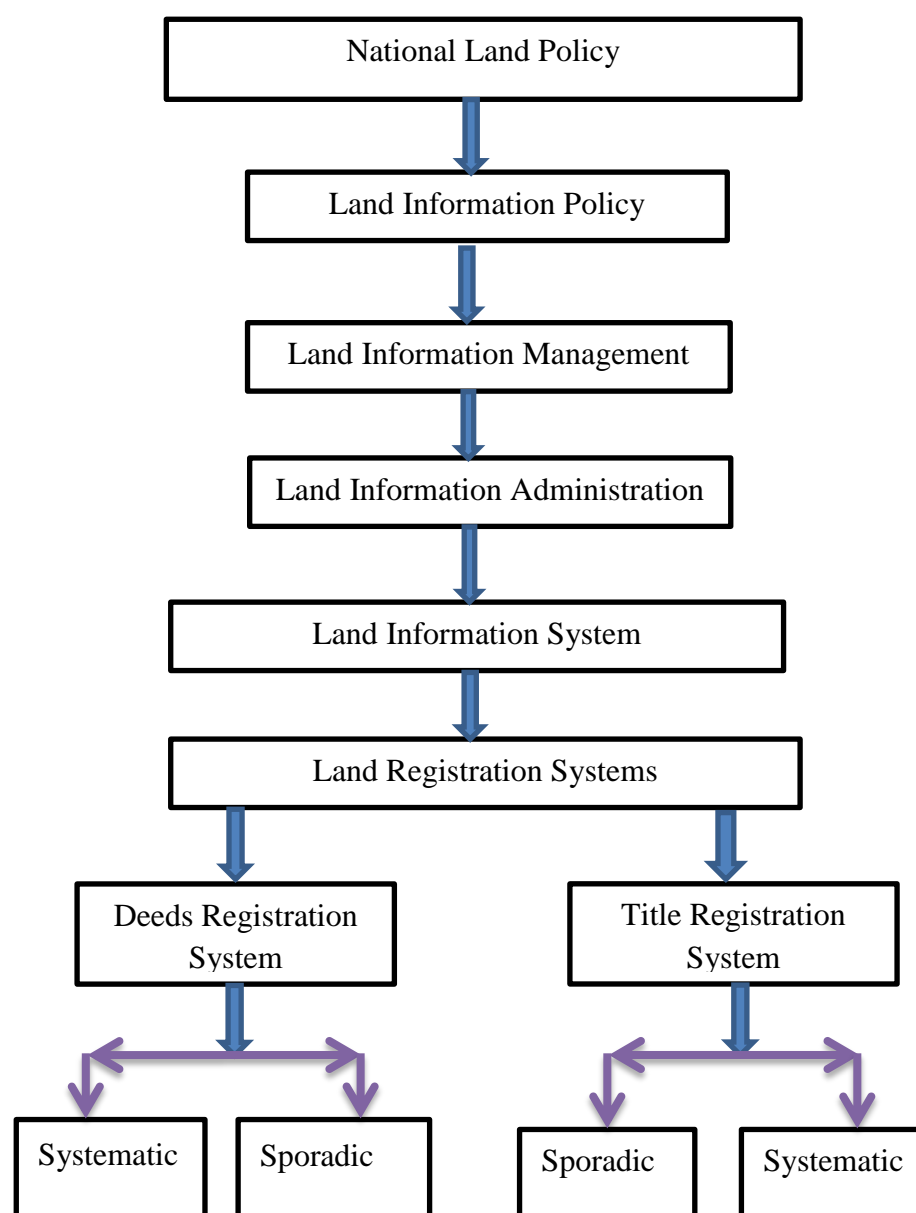 National Land Policy
Land Information Policy
Land Information Management
Land Information Administration
Land Information System
Land Registration Systems
Deeds Registration
System
Title Registration
System
Systematic
Sporadic
Sporadic
Systematic